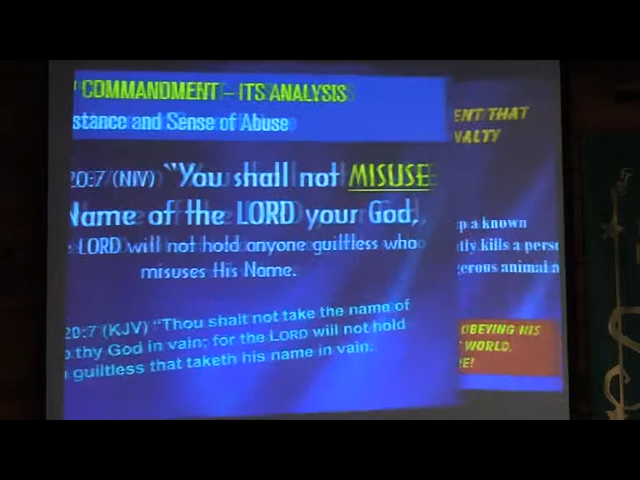 COMMANDMENT – ITS ANALYSIS
stance and Sense of Abuse
20:7 (NIV) "You shall not MISUSE
Name of the LORD your God,
LORD will not hold anyone guiltless who
misuses His Name.
20:7 (KJV) "Thou shalt not take the name of
thy God in vain; for the LORD will not hold
guiltless that taketh his name in vain.
ENT THAT
NALTY
up a known
tly kills a perso
gerous animal a
OBEYING HIS
WORLD,
RE!